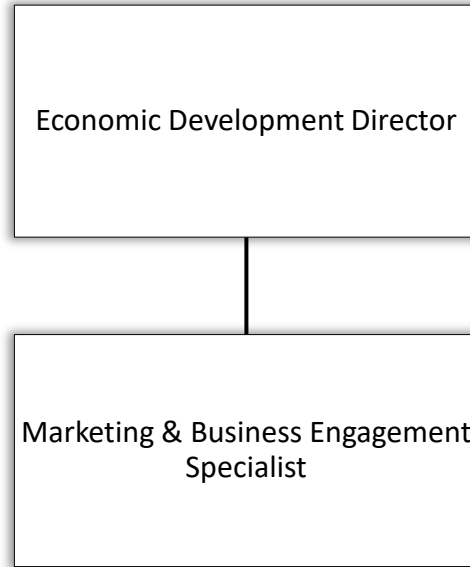 Economic Development Director
Marketing & Business Engagement
Specialist